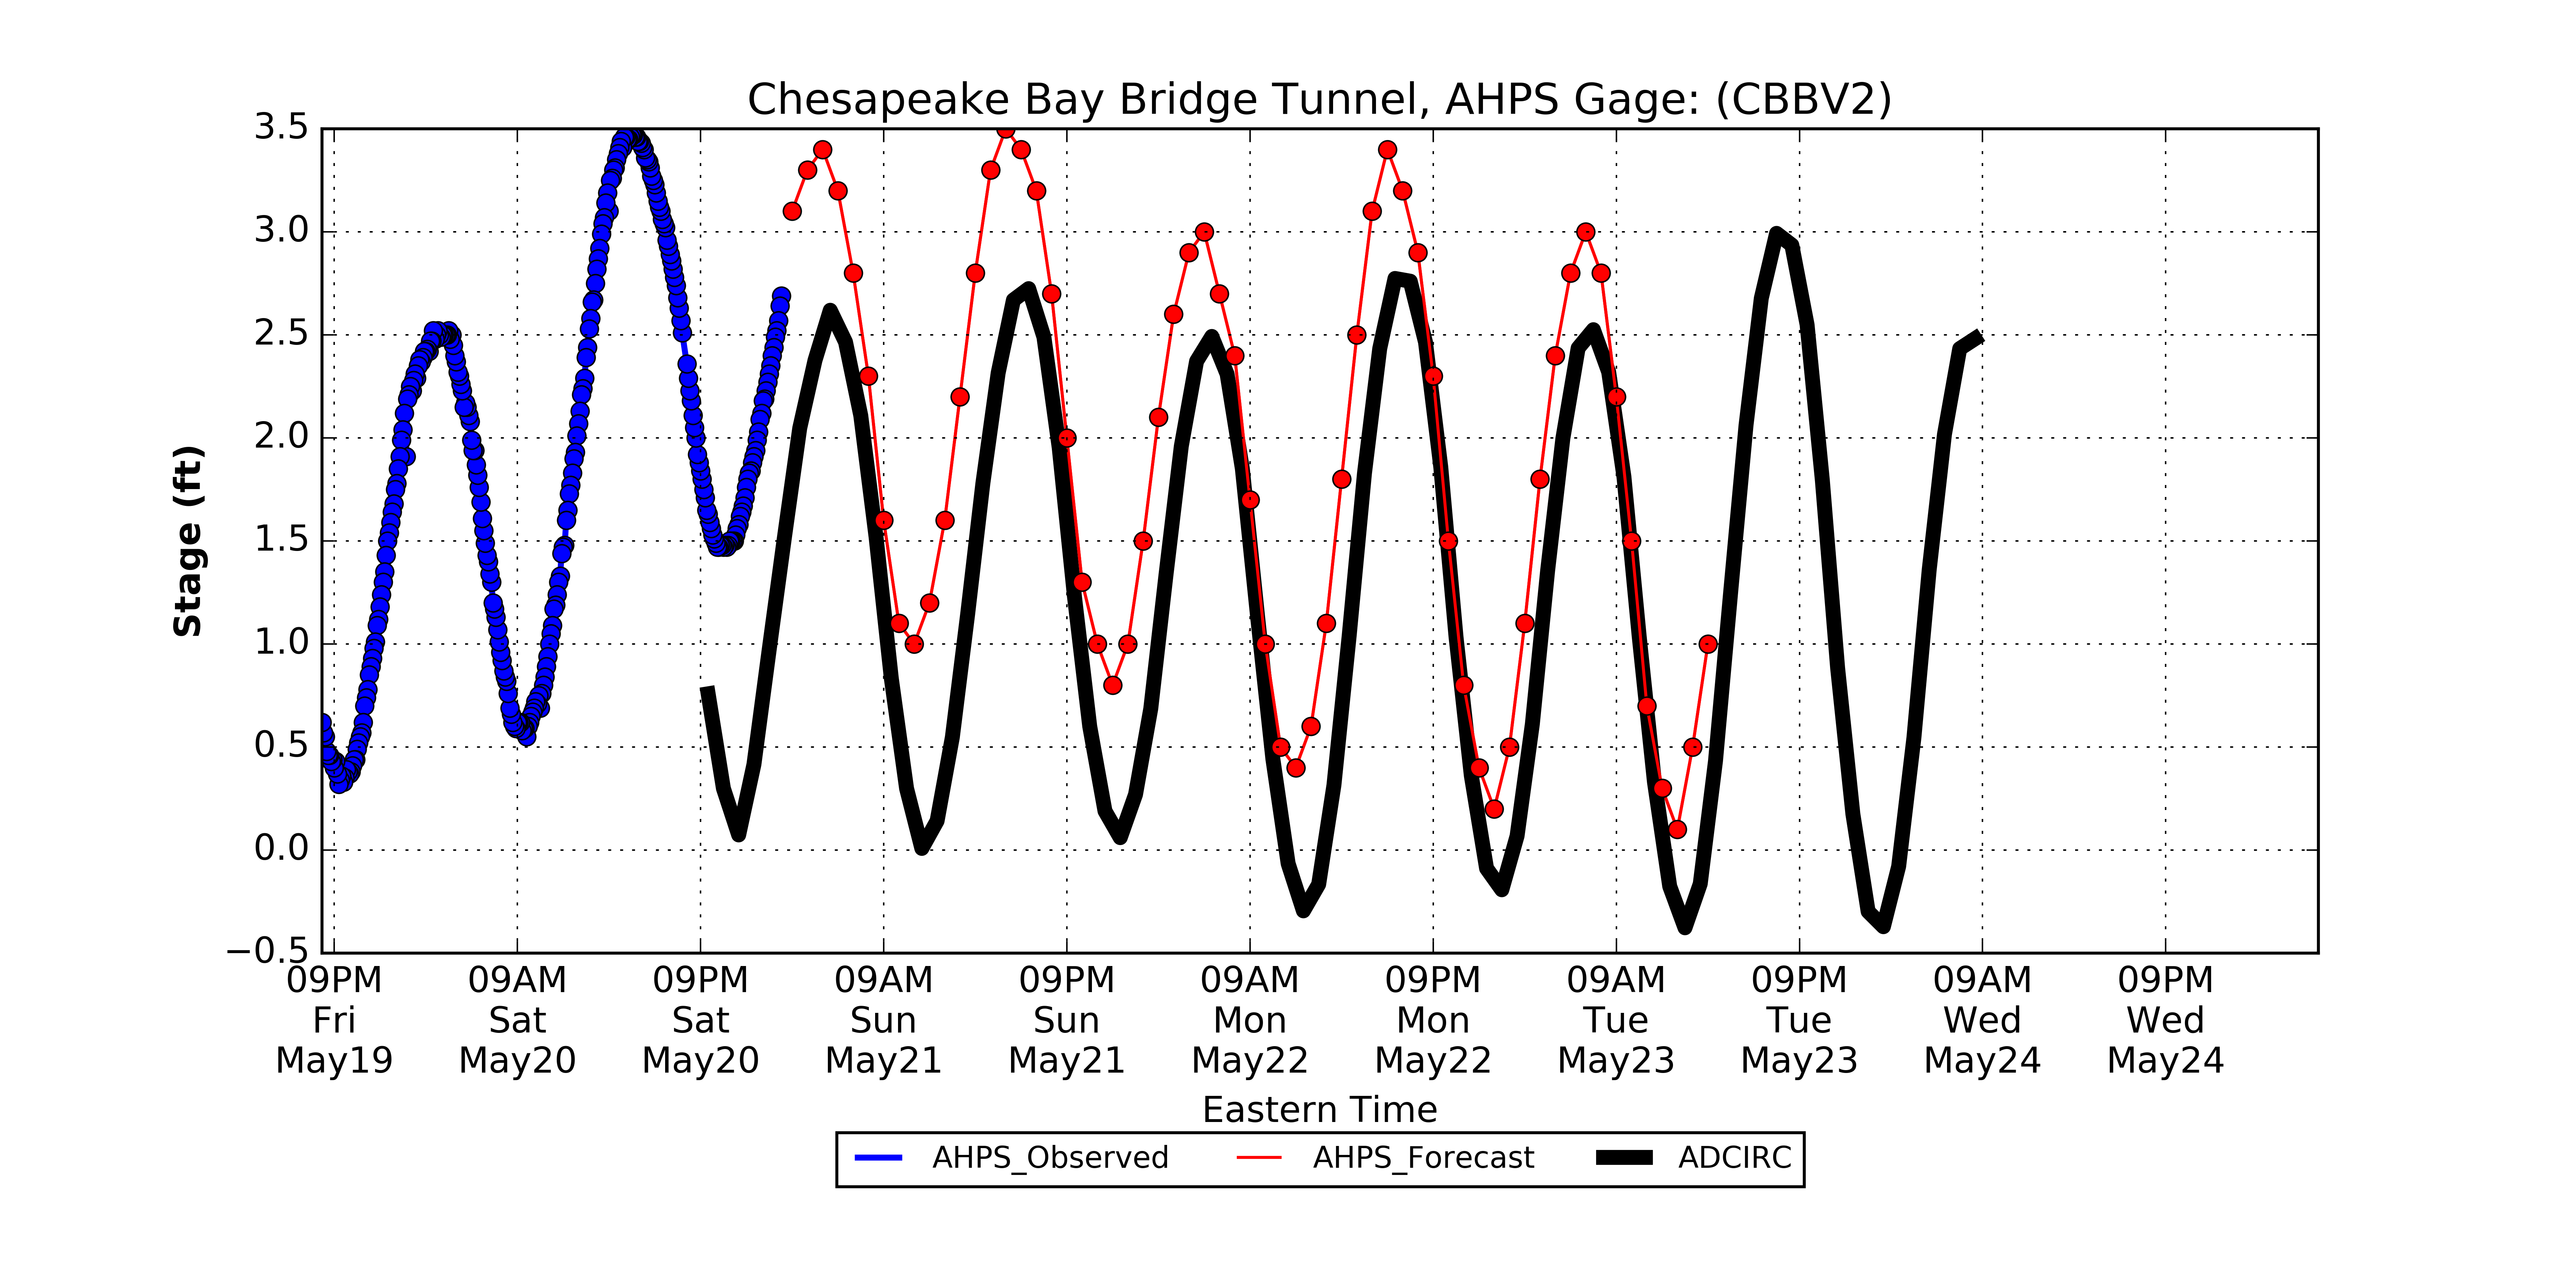 Chesapeake Bay Bridge Tunnel, AHPS Gage: (CBBV2)
3.5
3.0
2.5
2.0
1.5
1.0
0.5
0.0
−0.5
Stage (ft)
09PM 09AM 09PM 09AM 09PM 09AM 09PM 09AM 09PM 09AM 09PM
Fri Sat Sat Sun Sun Mon Mon Tue Tue Wed Wed
May19 May20 May20 May21 May21 May22 May22 May23 May23 May24 May24
Eastern Time
AHPS_Observed AHPS_Forecast ADCIRC